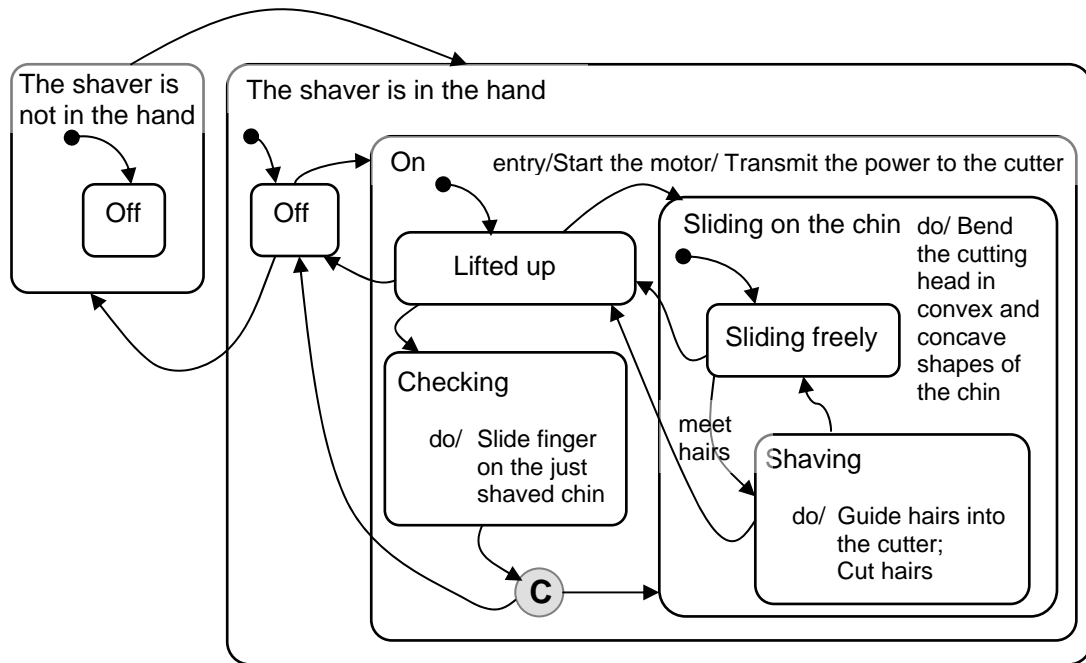 The shaver is
not in the hand
Off
The shaver is in the hand
Off
On
entry/Start the motor/ Transmit the power to the cutter
Lifted up
Checking
do/ Slide finger
on the just
shaved chin
C
Sliding on the chin
do/ Bend
the cutting
head in
convex and
concave
shapes of
the chin
Sliding freely
meet
hairs
Shaving
do/ Guide hairs into
the cutter;
Cut hairs